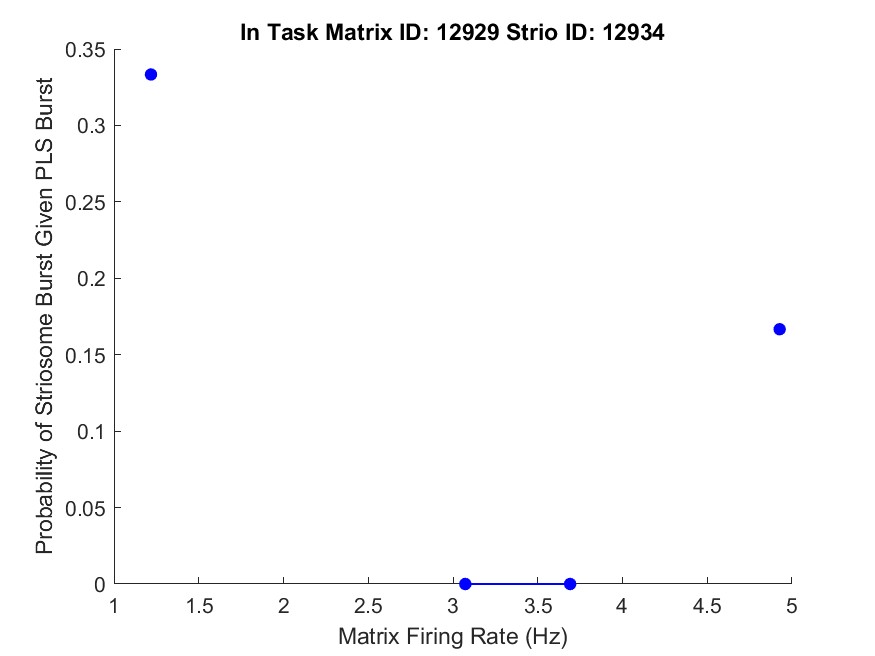 In Task Matrix ID: 12929 Strio ID: 12934
Probability of Striosome Burst Given PLS Burst
0.35
0.3
0.25
0.2
0.15
0.1
0.05
0
1 1.5 2 2.5 3 3.5 4 4.5 5
Matrix Firing Rate (Hz)